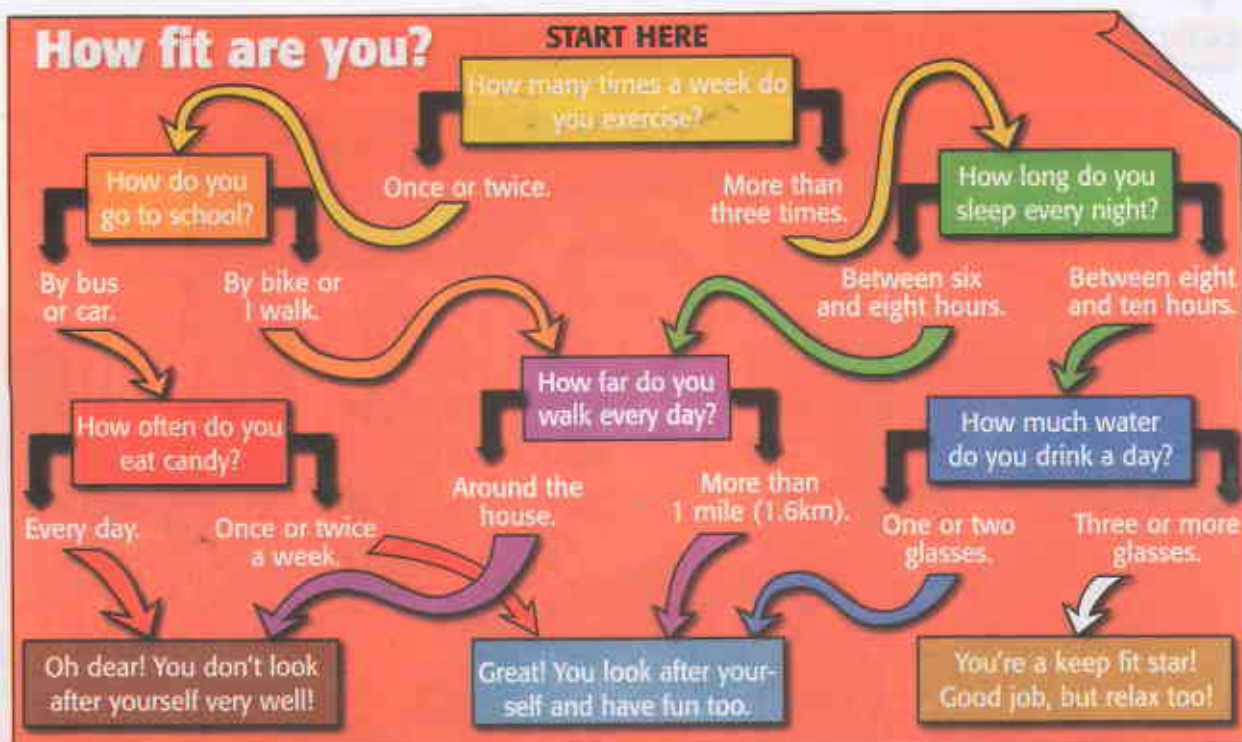 How fit are you?
START HERE
How many times a week do
you exercise?
Once or twice.
More than
three times.
How do you
go to school?
How long do you
sleep every night?
By bus
or car.
By bike or
I walk.
Between six
and eight hours.
Between eight
and ten hours.
How far do you
walk every day?
How often do you
eat candy?
How much water
do you drink a day?
Around the
house.
More than
1 mile (1.6km).
Every day.
Once or twice
a week.
One or two
glasses.
Three or more
glasses.
Oh dear! You don't look
after yourself very well!
Great! You look after your-
self and have fun too.
You're a keep fit star!
Good job, but relax too!